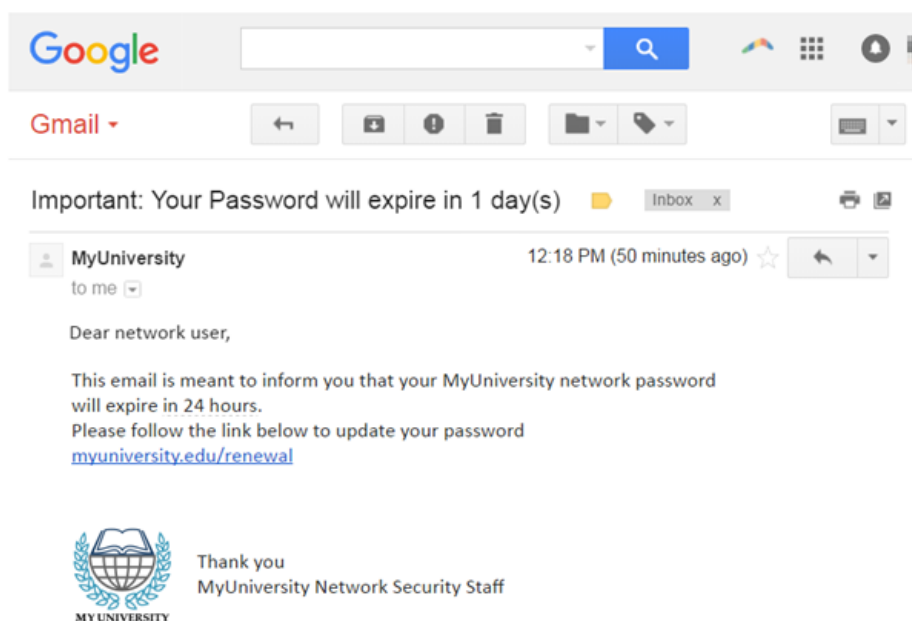 Google
Gmail
Important: Your Password will expire in 1 day(s)
Inbox x
MyUniversity
12:18 PM (50 minutes ago)
to me
Dear network user,
This email is meant to inform you that your MyUniversity network password
will expire in 24 hours.
Please follow the link below to update your password
myuniversity.edu/renewal
Thank you
MyUniversity Network Security Staff
MY UNIVERSITY